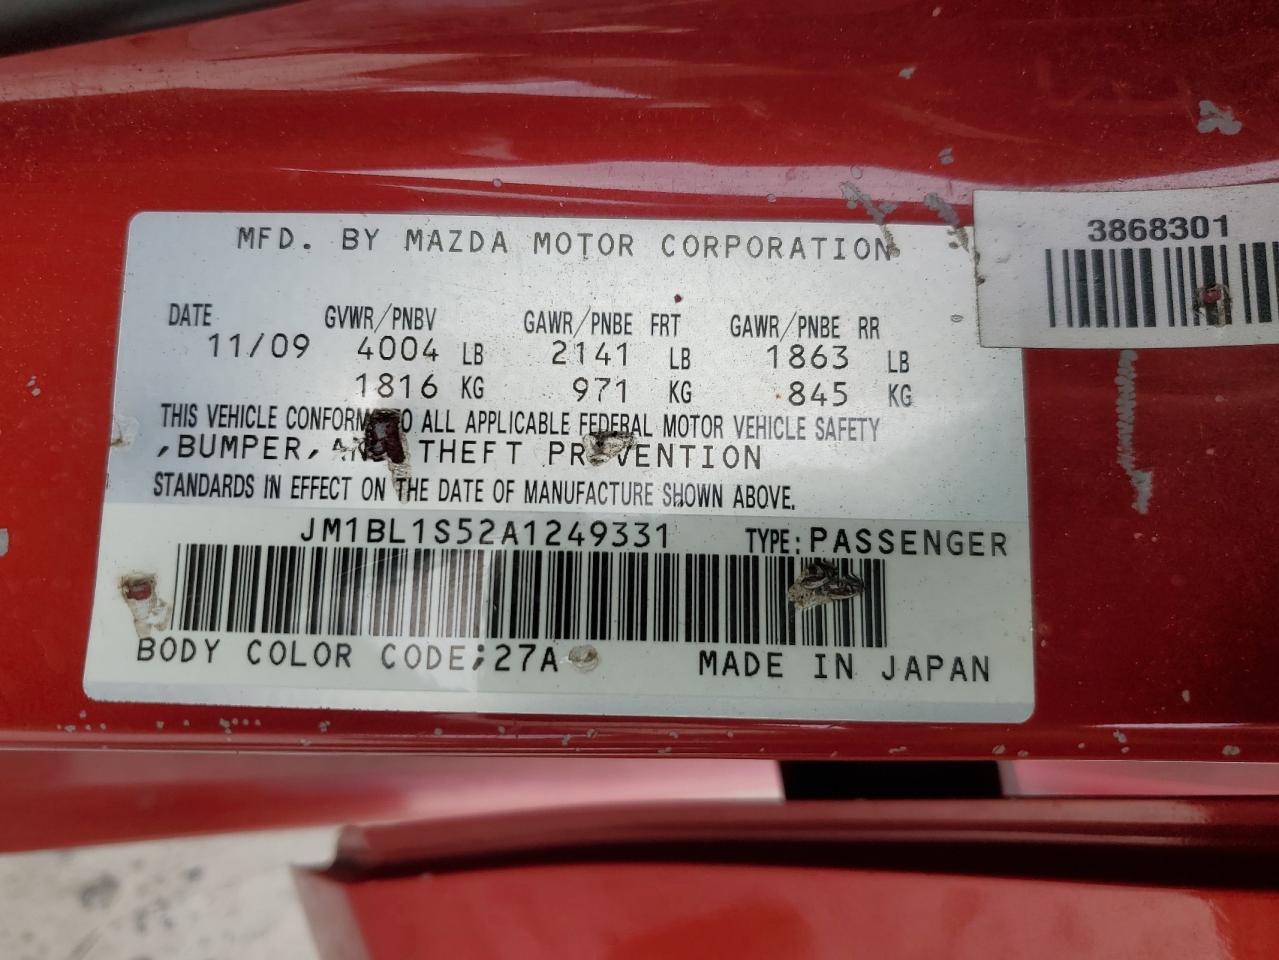 MFD. BY MAZDA MOTOR CORPORATION
3868301
DATE GVWR/PNBV GAWR/PNBE FRT GAWR/PNBE RR
11/09 4004 LB 2141 LB 1863 LB
1816 KG 971 KG 845 KG
THIS VEHICLE CONFORMS TO ALL APPLICABLE FEDERAL MOTOR VEHICLE SAFETY
,BUMPER, AND THEFT PREVENTION
STANDARDS IN EFFECT ON THE DATE OF MANUFACTURE SHOWN ABOVE.
JM1BL1S52A1249331 TYPE: PASSENGER
BODY COLOR CODE;27A MADE IN JAPAN